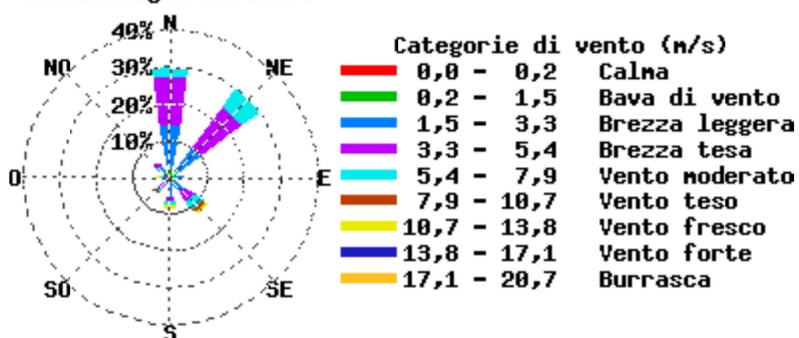 40% N
30%
20%
10%
NO
NE
O
E
SO
SE
S
Categorie di vento (m/s)
0,0 - 0,2 Calma
0,2 - 1,5 Bava di vento
1,5 - 3,3 Brezza leggera
3,3 - 5,4 Brezza tesa
5,4 - 7,9 Vento moderato
7,9 - 10,7 Vento teso
10,7 - 13,8 Vento fresco
13,8 - 17,1 Vento forte
17,1 - 20,7 Burrasca